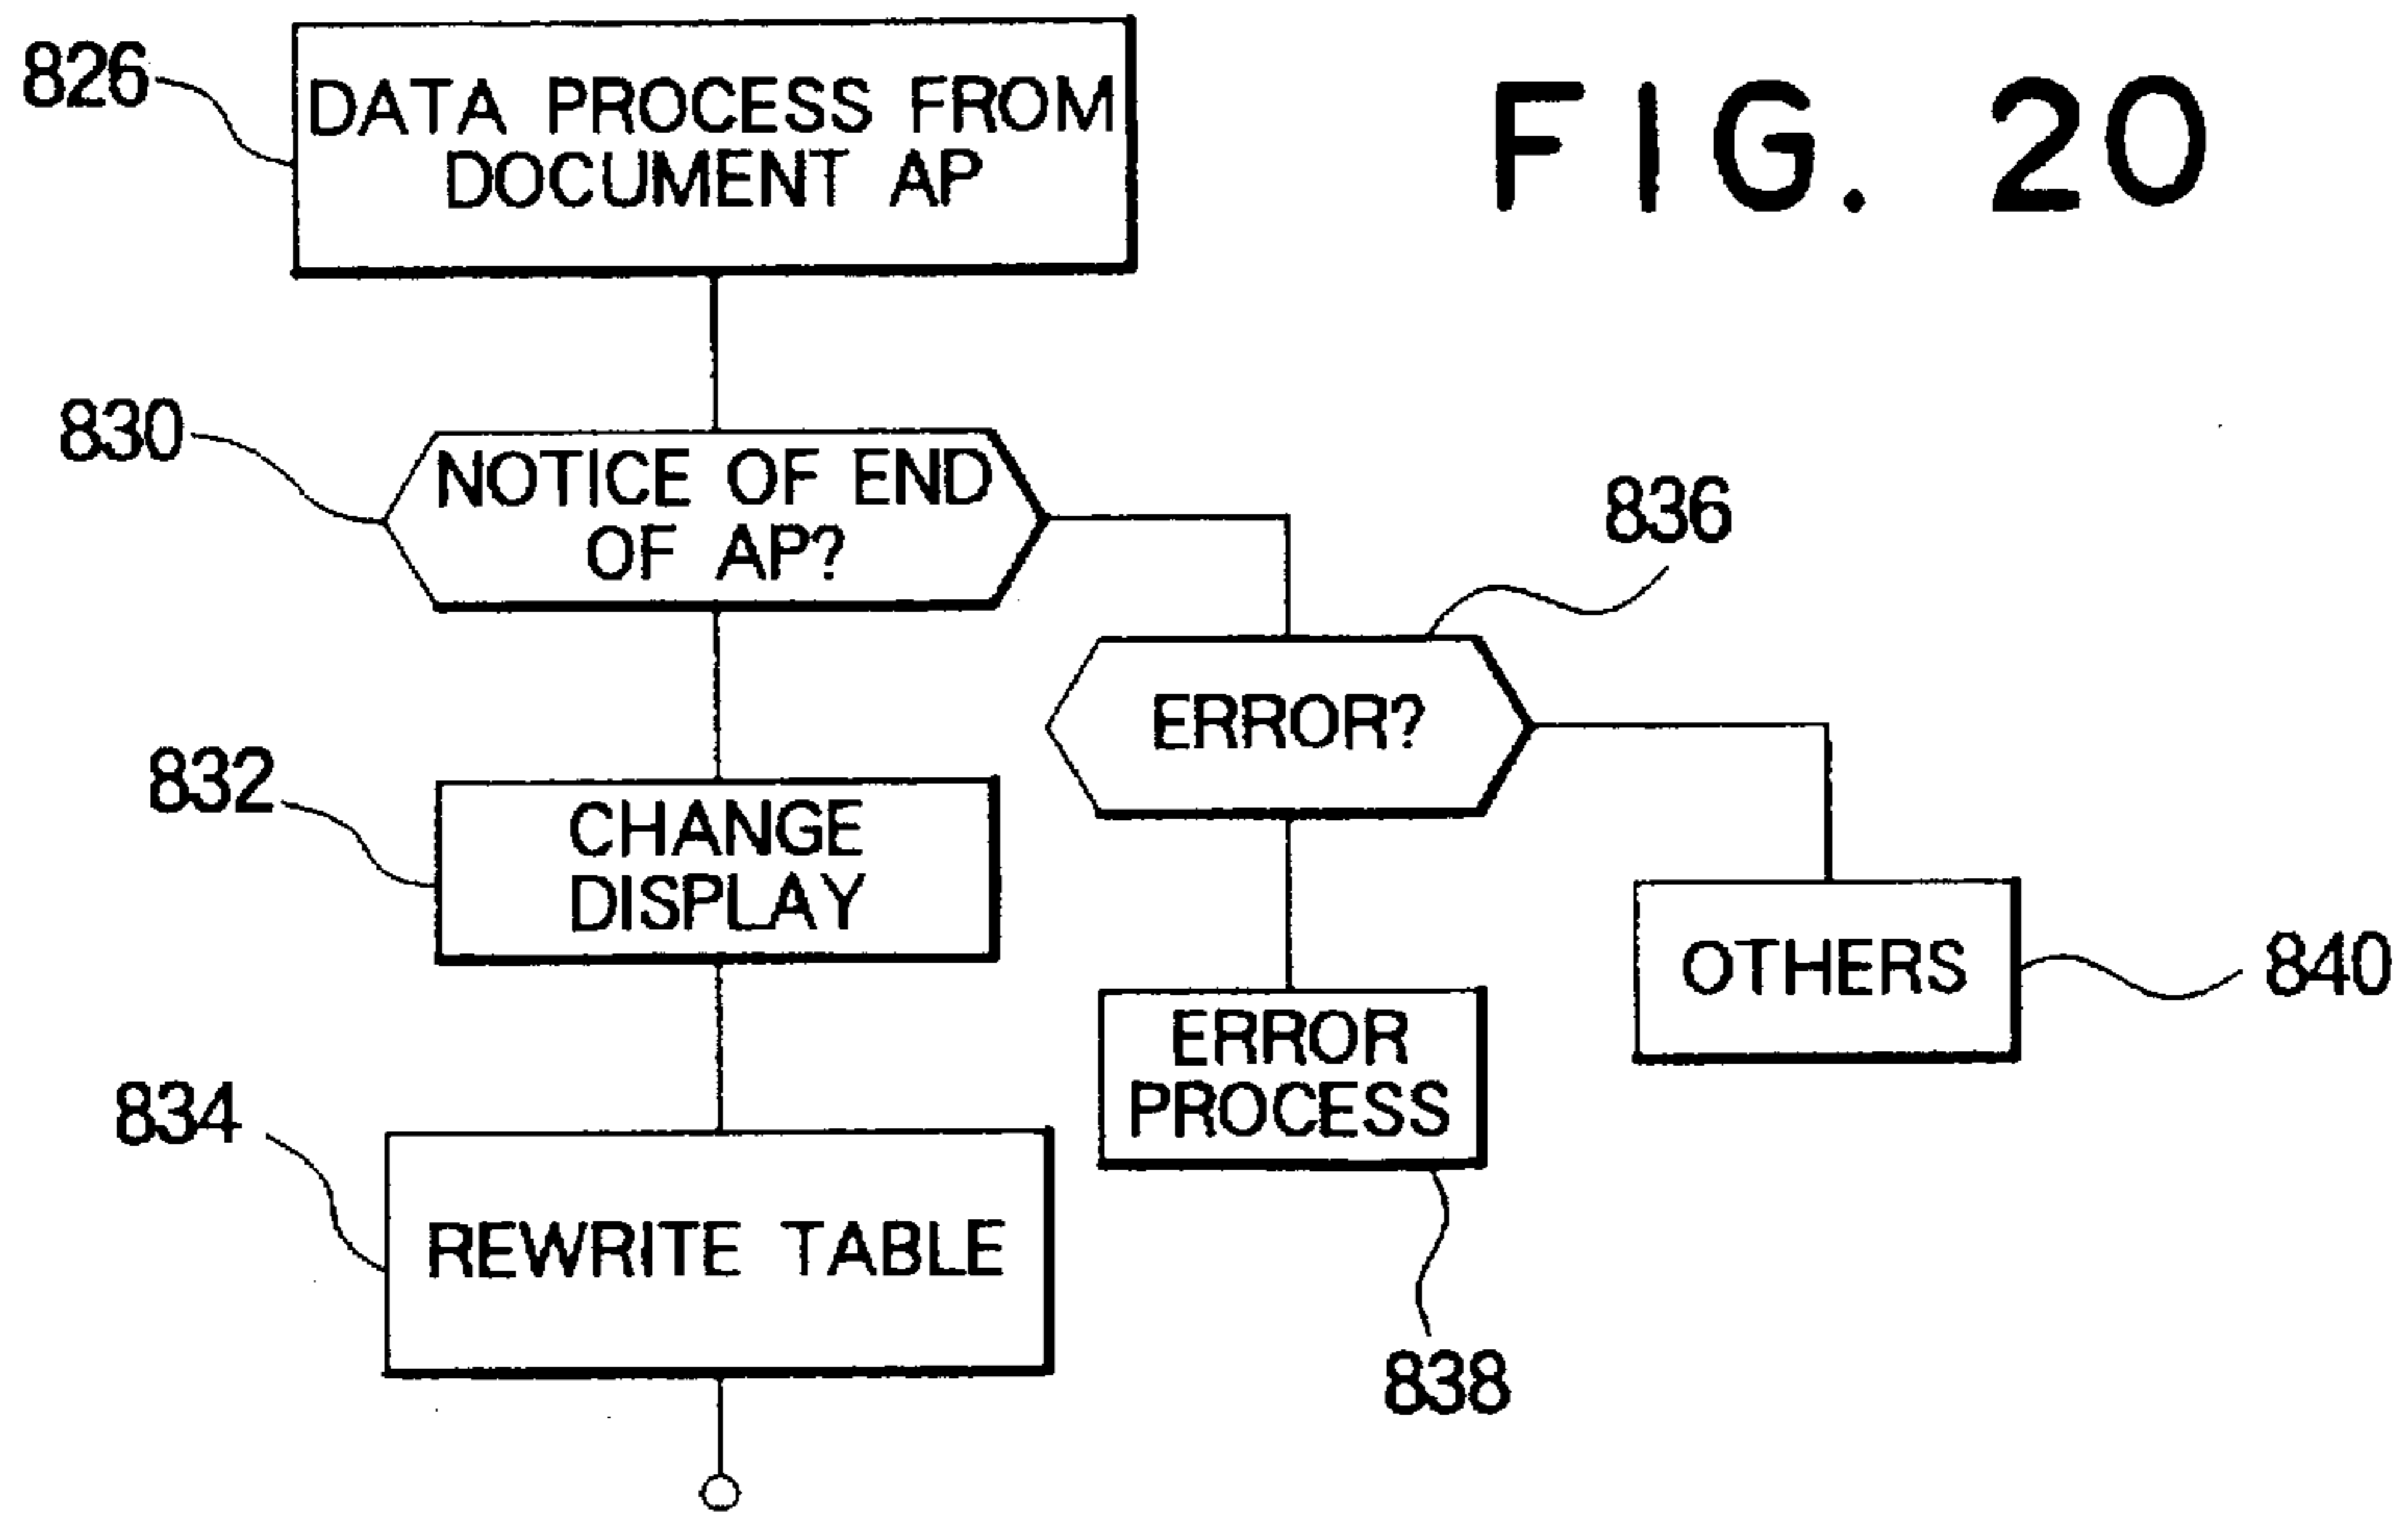 FIG. 20
826
DATA PROCESS FROM
DOCUMENT AP
830
NOTICE OF END
OF AP?
836
ERROR?
832
CHANGE
DISPLAY
OTHERS
840
ERROR
PROCESS
834
REWRITE TABLE
838